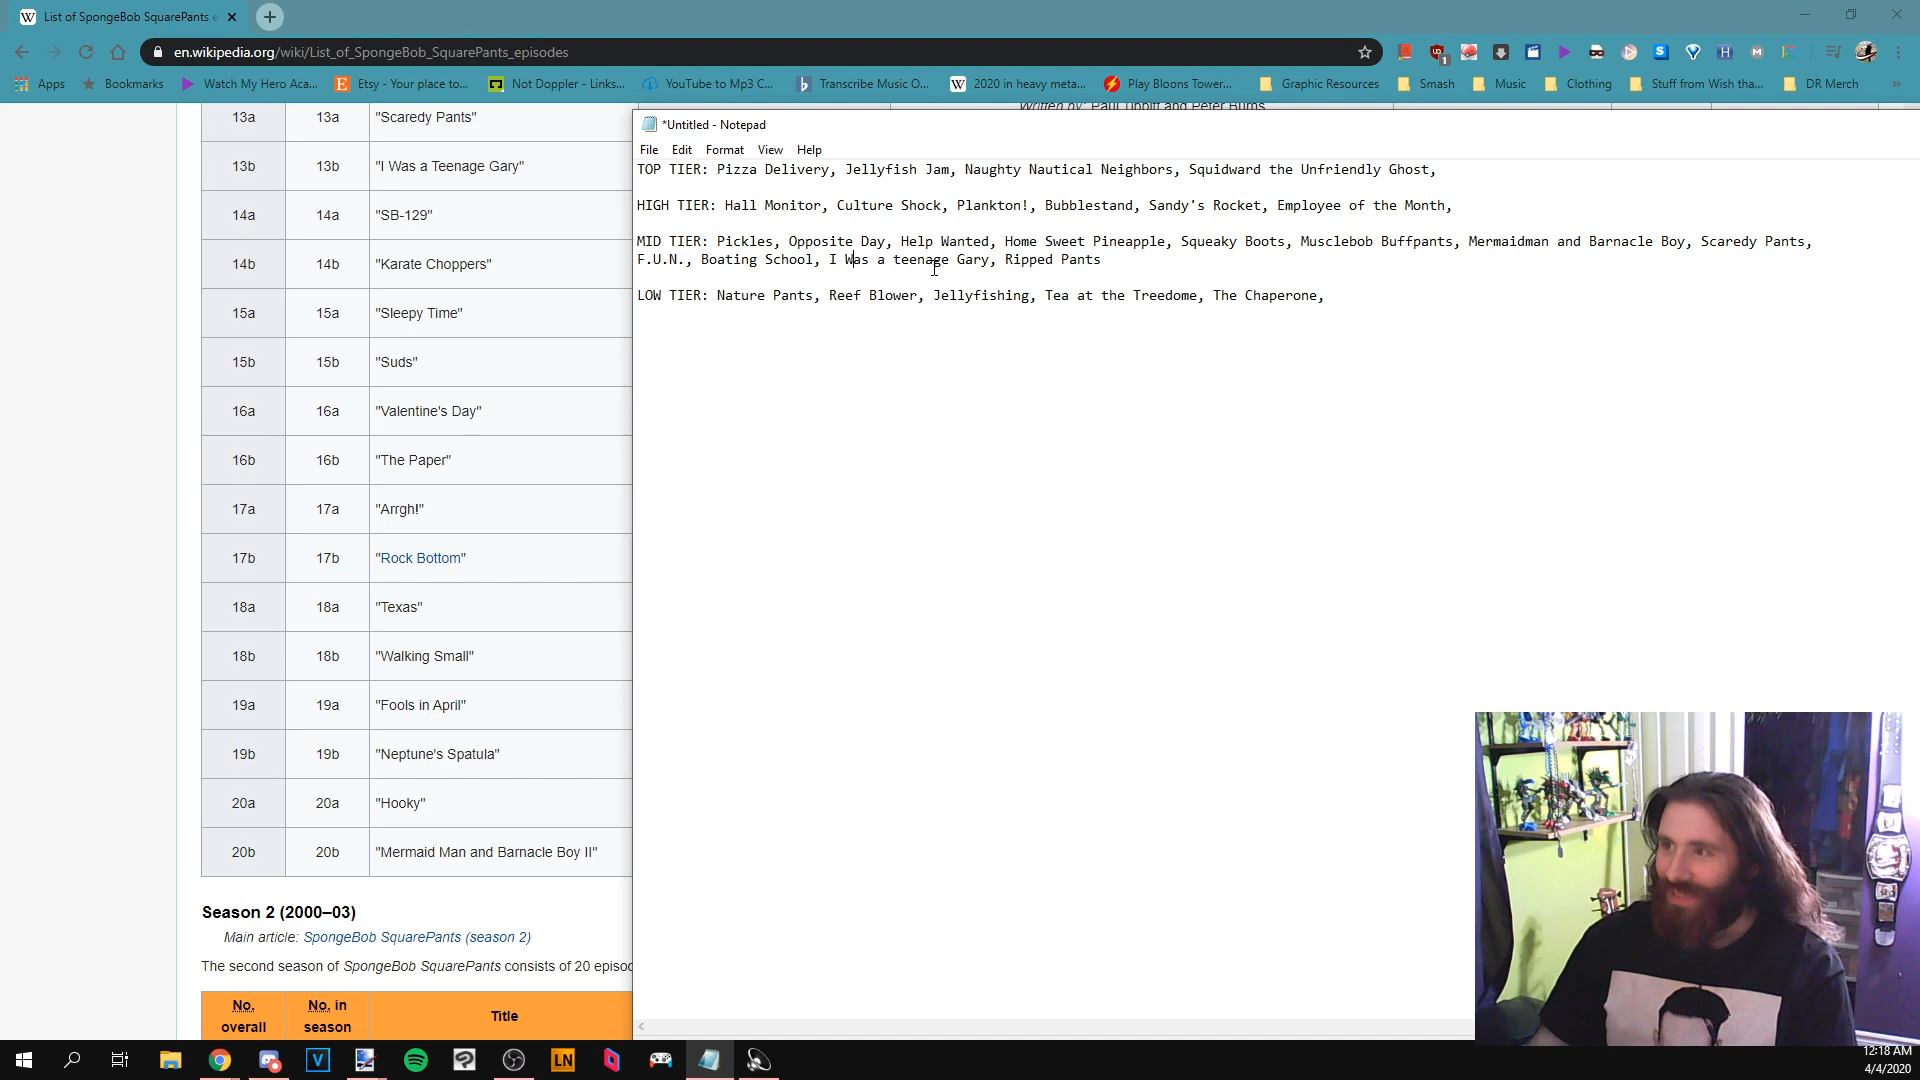 List of SpongeBob SquarePants e
en.wikipedia.org/wiki/List_of_SpongeBob_SquarePants_episodes
Apps Bookmarks Watch My Hero Aca... Etsy - Your place to... Not Doppler - Links... YouTube to Mp3 C... Transcribe Music O... 2020 in heavy meta... Play Bloons Tower... Graphic Resources Smash Music Clothing Stuff from Wish tha... DR Merch »
Written by: Paul Tibbitt and Peter Burns
13a 13a "Scaredy Pants"
13b 13b "I Was a Teenage Gary"
14a 14a "SB-129"
14b 14b "Karate Choppers"
15a 15a "Sleepy Time"
15b 15b "Suds"
16a 16a "Valentine's Day"
16b 16b "The Paper"
17a 17a "Arrgh!"
17b 17b "Rock Bottom"
18a 18a "Texas"
18b 18b "Walking Small"
19a 19a "Fools in April"
19b 19b "Neptune's Spatula"
20a 20a "Hooky"
20b 20b "Mermaid Man and Barnacle Boy II"
Season 2 (2000–03)
Main article: SpongeBob SquarePants (season 2)
The second season of SpongeBob SquarePants consists of 20 episod
No. overall
No. in season
Title
*Untitled - Notepad
File Edit Format View Help
TOP TIER: Pizza Delivery, Jellyfish Jam, Naughty Nautical Neighbors, Squidward the Unfriendly Ghost,
HIGH TIER: Hall Monitor, Culture Shock, Plankton!, Bubblestand, Sandy's Rocket, Employee of the Month,
MID TIER: Pickles, Opposite Day, Help Wanted, Home Sweet Pineapple, Squeaky Boots, Musclebob Buffpants, Mermaidman and Barnacle Boy, Scaredy Pants,
F.U.N., Boating School, I Was a teenage Gary, Ripped Pants
LOW TIER: Nature Pants, Reef Blower, Jellyfishing, Tea at the Treedome, The Chaperone,
12:18 AM
4/4/2020